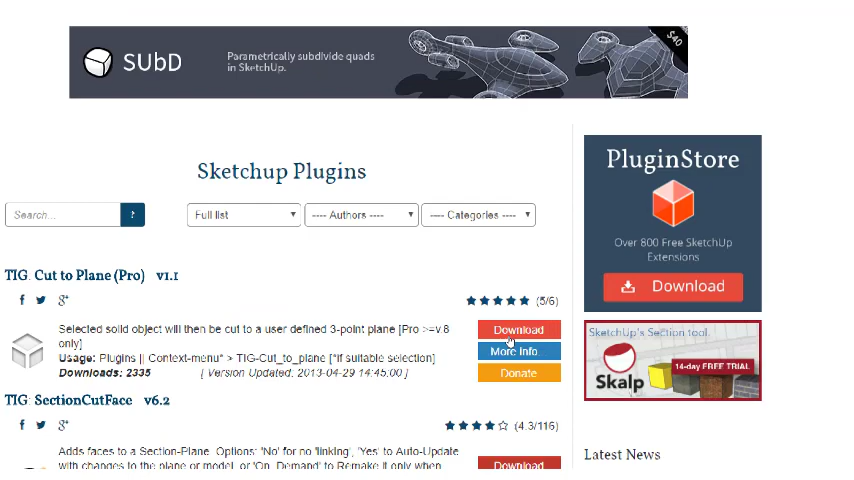 SUbD
Parametrically subdivide quads
in SketchUp.
$40
Sketchup Plugins
Search...
?
Full list
---- Authors ----
---- Categories ----
TIG: Cut to Plane (Pro) v1.1
(5/6)
Selected solid object will then be cut to a user defined 3-point plane [Pro >=v.8
only]
Usage: Plugins || Context-menu* > TIG-Cut_to_plane [*if suitable selection]
Downloads: 2335 [ Version Updated: 2013-04-29 14:45:00 ]
Download
More info...
Donate
TIG: SectionCutFace v6.2
(4.3/116)
Adds faces to a Section-Plane. Options: 'No' for no 'linking', 'Yes' to Auto-Update
with changes to the plane or model, or 'On_Demand' to Remake it only when
Download
PluginStore
Over 800 Free SketchUp
Extensions
Download
SketchUp's Section tool.
Skalp
14-day FREE TRIAL
Latest News